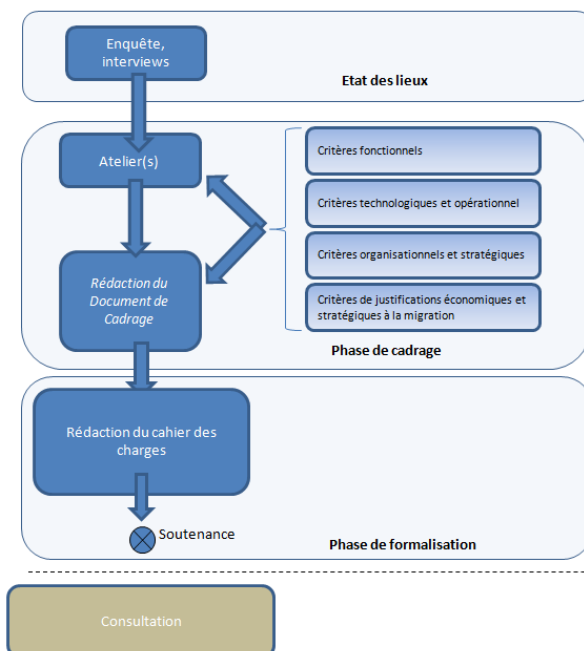 Enquête,
interviews
Etat des lieux
Atelier(s)
Critères fonctionnels
Critères technologiques et opérationnel
Critères organisationnels et stratégiques
Critères de justifications économiques et
stratégiques à la migration
Rédaction du
Document de
Cadrage
Phase de cadrage
Rédaction du cahier des
charges
Soutenance
Phase de formalisation
Consultation